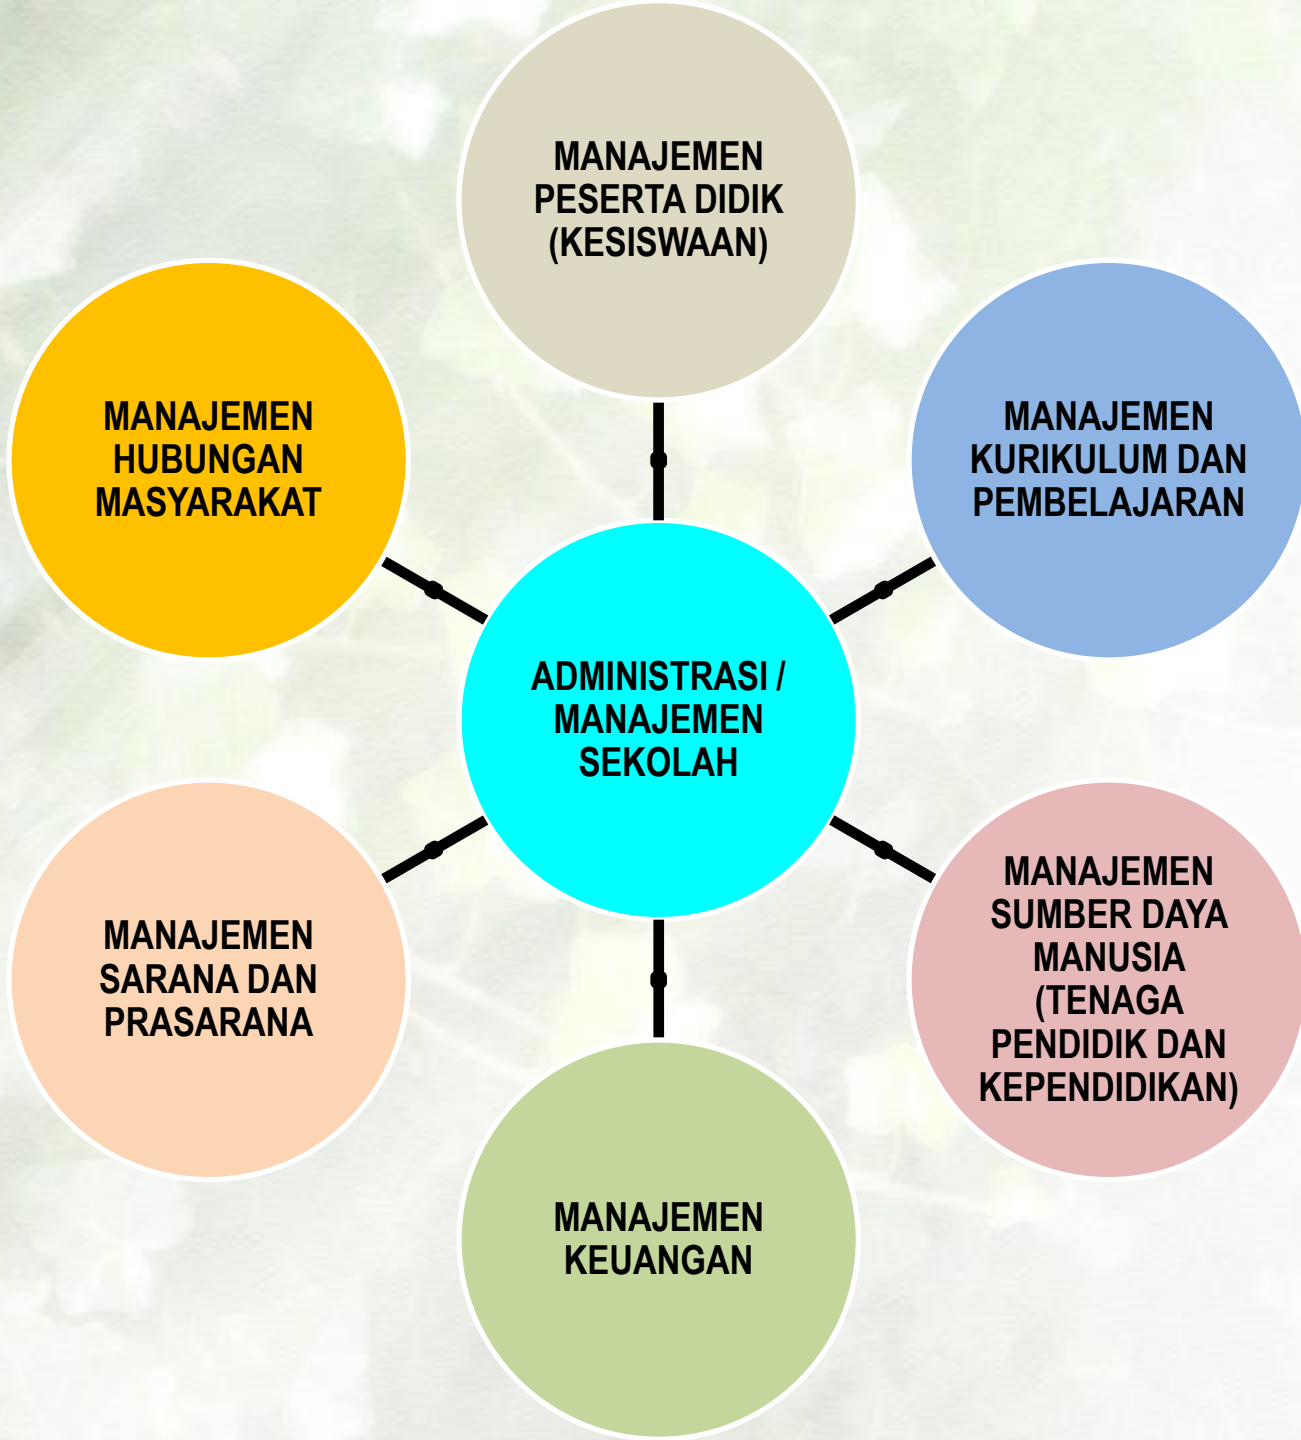 MANAJEMEN
PESERTA DIDIK
(KESISWAAN)
MANAJEMEN
HUBUNGAN
MASYARAKAT
MANAJEMEN
KURIKULUM DAN
PEMBELAJARAN
ADMINISTRASI /
MANAJEMEN
SEKOLAH
MANAJEMEN
SARANA DAN
PRASARANA
MANAJEMEN
SUMBER DAYA
MANUSIA
(TENAGA
PENDIDIK DAN
KEPENDIDIKAN)
MANAJEMEN
KEUANGAN